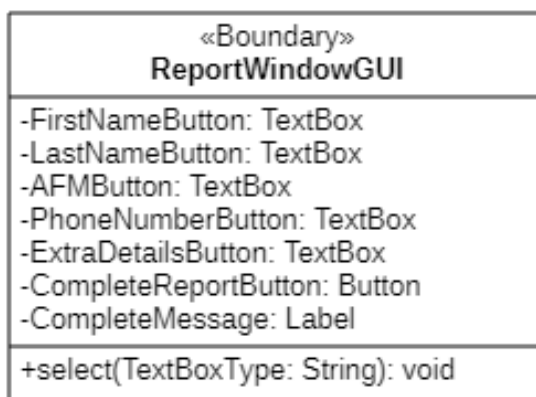 «Boundary»
ReportWindowGUI
-FirstNameButton: TextBox
-LastNameButton: TextBox
-AFMButton: TextBox
-PhoneNumberButton: TextBox
-ExtraDetailsButton: TextBox
-CompleteReportButton: Button
-CompleteMessage: Label
+select(TextBoxType: String): void